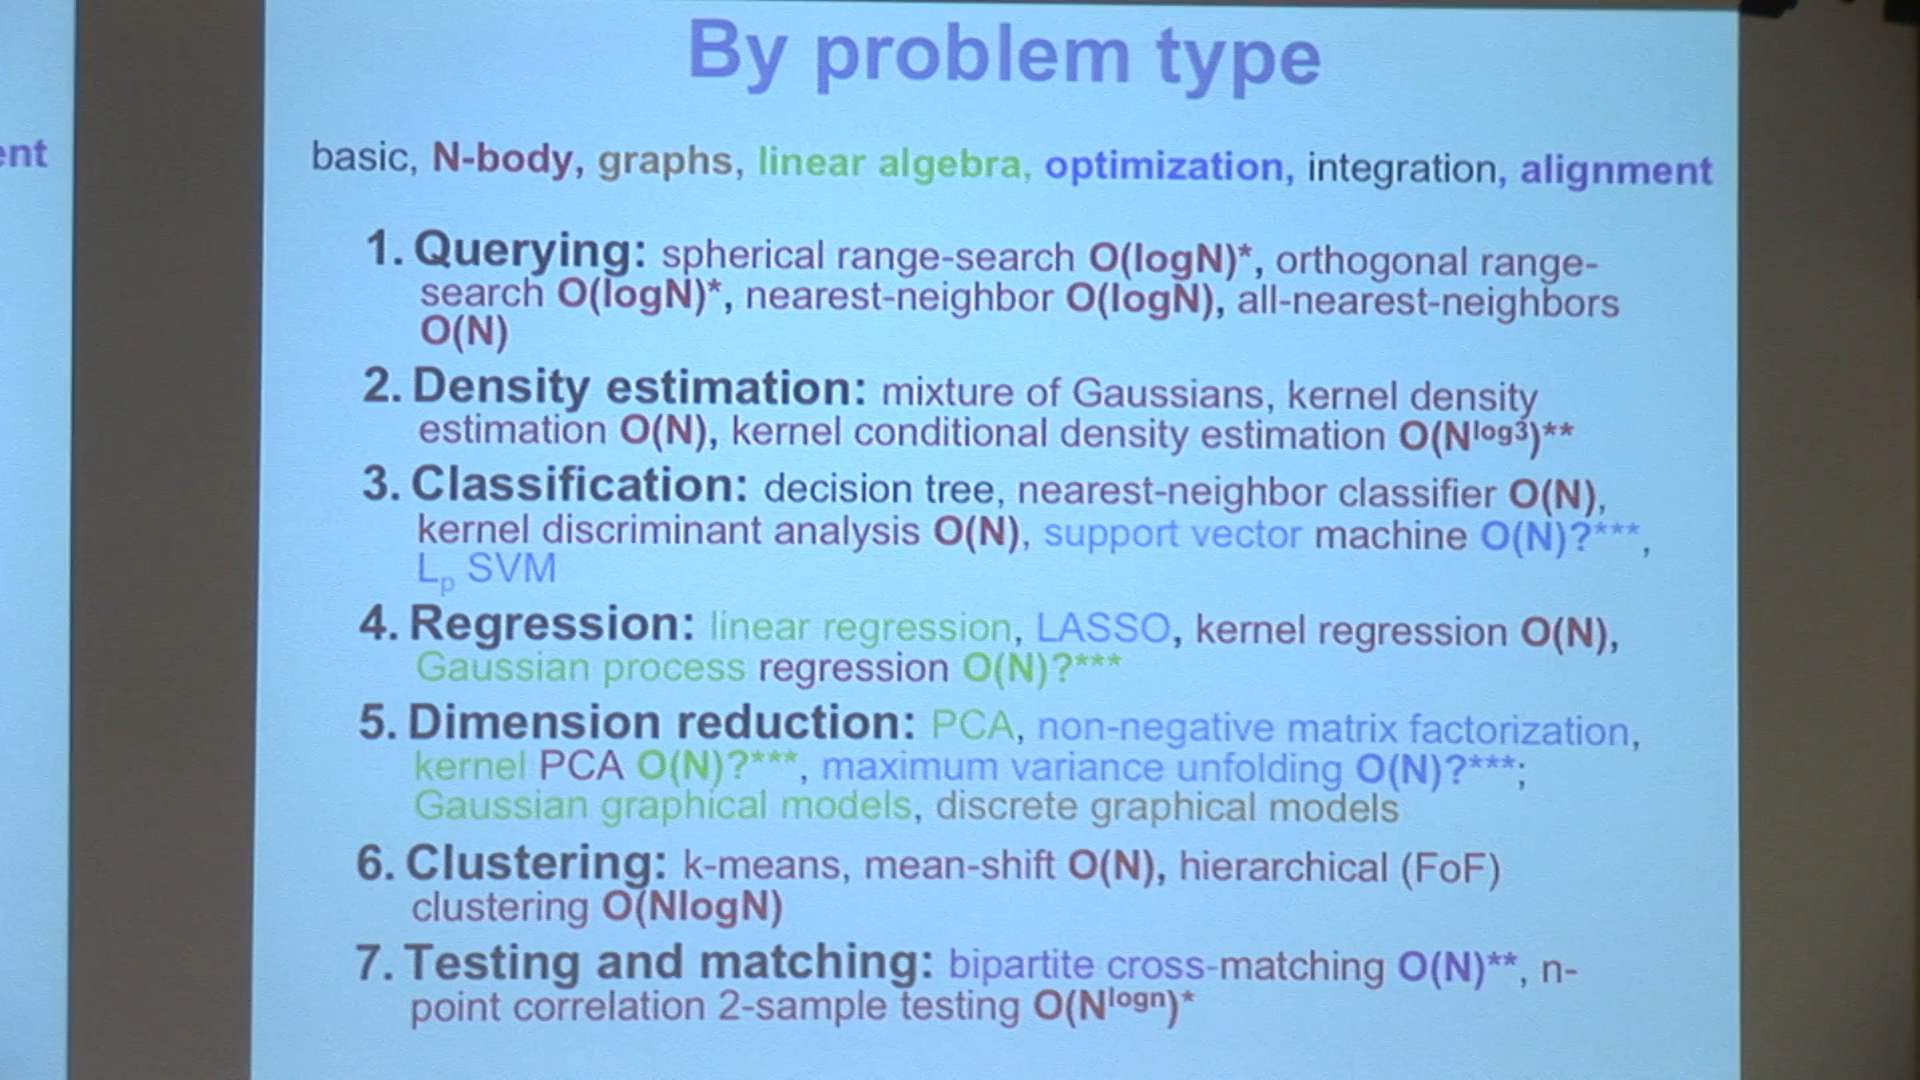 By problem type
ent
basic, N-body, graphs, linear algebra, optimization, integration, alignment
1. Querying: spherical range-search O(logN)*, orthogonal range-
search O(logN)*, nearest-neighbor O(logN), all-nearest-neighbors
O(N)
2. Density estimation: mixture of Gaussians, kernel density
estimation O(N), kernel conditional density estimation O(N^log3)**
3. Classification: decision tree, nearest-neighbor classifier O(N),
kernel discriminant analysis O(N), support vector machine O(N)?***,
Lp SVM
4. Regression: linear regression, LASSO, kernel regression O(N),
Gaussian process regression O(N)?***
5. Dimension reduction: PCA, non-negative matrix factorization,
kernel PCA O(N)?***, maximum variance unfolding O(N)?***;
Gaussian graphical models, discrete graphical models
6. Clustering: k-means, mean-shift O(N), hierarchical (FoF)
clustering O(NlogN)
7. Testing and matching: bipartite cross-matching O(N)**, n-
point correlation 2-sample testing O(N^logn)*